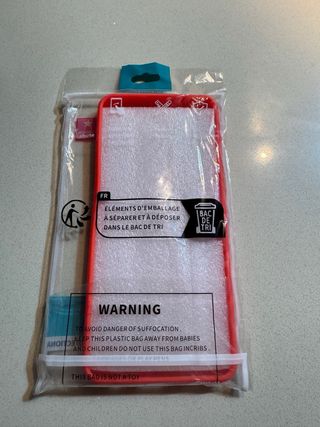 FR
ÉLÉMENTS D'EMBALLAGE
À SÉPARER ET À DÉPOSER
DANS LE BAC DE TRI
BAC
DE
TRI
WARNING
TO AVOID DANGER OF SUFFOCATION
KEEP THIS PLASTIC BAG AWAY FROM BABIES
AND CHILDREN DO NOT USE THIS BAG IN CRIBS
THIS BAG IS NOT A TOY